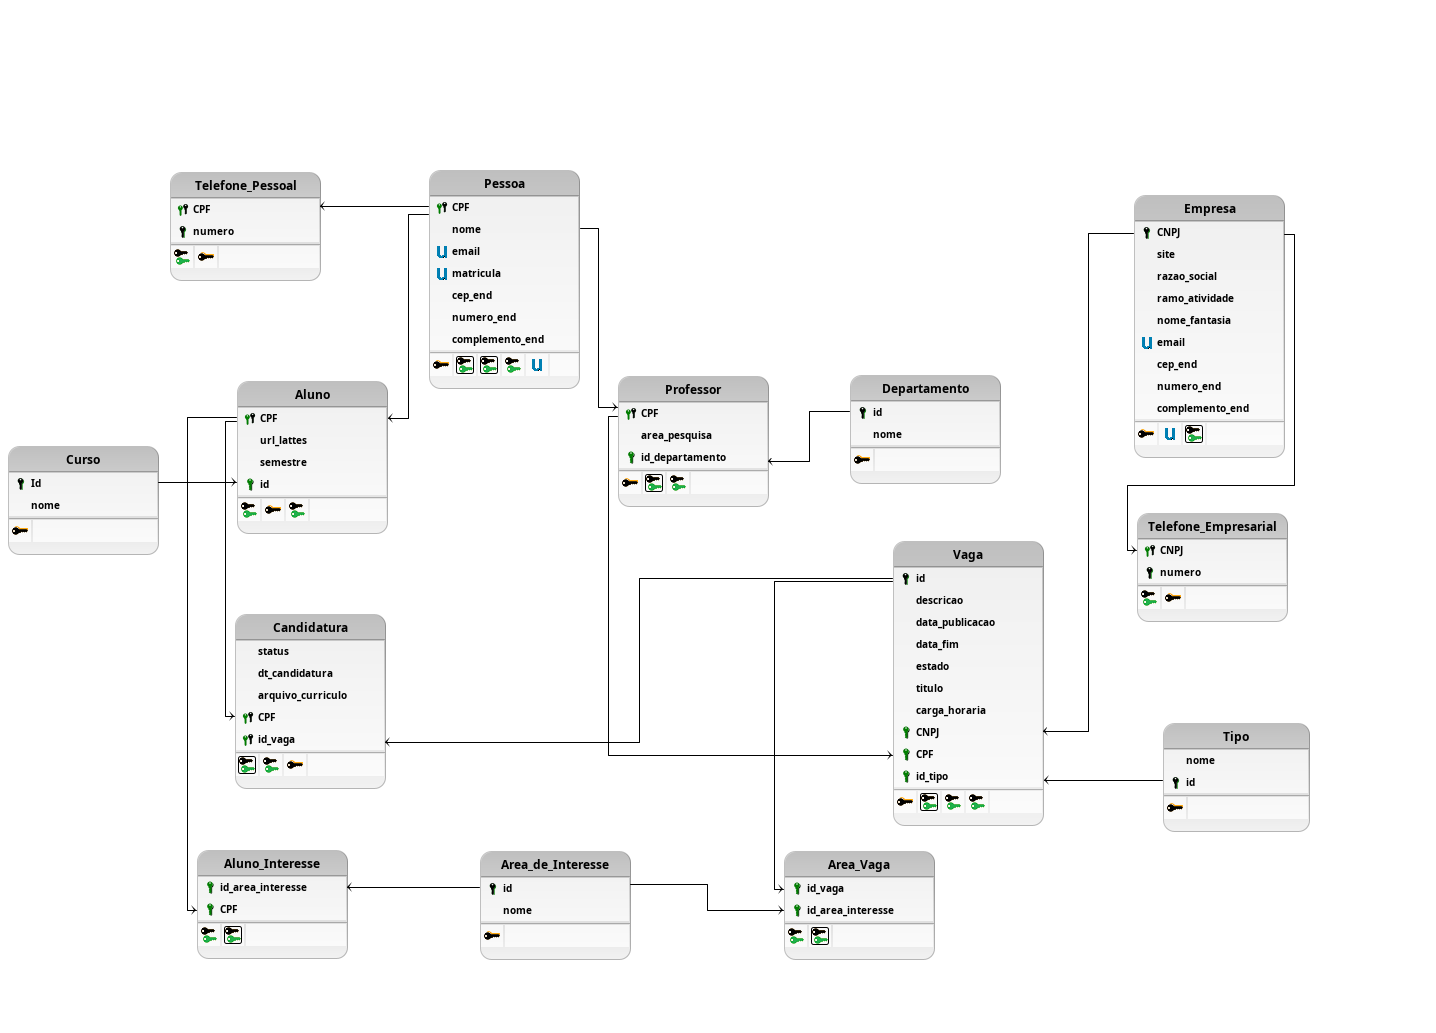 Telefone_Pessoal
CPF
numero
Pessoa
CPF
nome
email
matricula
cep_end
numero_end
complemento_end
Empresa
CNPJ
site
razao_social
ramo_atividade
nome_fantasia
email
cep_end
numero_end
complemento_end
Aluno
CPF
url_lattes
semestre
id
Professor
CPF
area_pesquisa
id_departamento
Departamento
id
nome
Curso
Id
nome
Telefone_Empresarial
CNPJ
numero
Vaga
id
descricao
data_publicacao
data_fim
estado
titulo
carga_horaria
CNPJ
CPF
id_tipo
Candidatura
status
dt_candidatura
arquivo_curriculo
CPF
id_vaga
Tipo
nome
id
Aluno_Interesse
id_area_interesse
CPF
Area_de_Interesse
id
nome
Area_Vaga
id_vaga
id_area_interesse